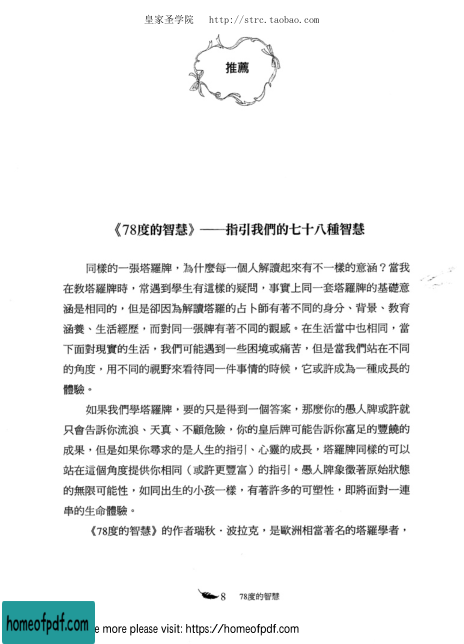 皇家圣学院 http://strc.taobao.com
推薦
《78度的智慧》——指引我們的七十八種智慧
同樣的一張塔羅牌，為什麼每一個人解讀起來有不一樣的意涵？當我
在教塔羅牌時，常遇到學生有這樣的疑問，事實上同一套塔羅牌的基礎意
涵是相同的，但是卻因為解讀塔羅的占卜師有著不同的身分、背景、教育
涵養、生活經歷，而對同一張牌有著不同的觀感。在生活當中也相同，當
下面對現實的生活，我們可能遇到一些困境或痛苦，但是當我們站在不同
的角度，用不同的視野來看待同一件事情的時候，它或許成為一種成長的
體驗。
如果我們學塔羅牌，要的只是得到一個答案，那麼你的愚人牌或許就
只會告訴你流浪、天真、不顧危險，你的皇后牌可能告訴你富足的豐饒的
成果，但是如果你尋求的是人生的指引、心靈的成長，塔羅牌同樣的可以
站在這個角度提供你相同（或許更豐富）的指引。愚人牌象徵著原始狀態
的無限可能性，如同出生的小孩一樣，有著許多的可塑性，即將面對一連
串的生命體驗。
《78度的智慧》的作者瑞秋．波拉克，是歐洲相當著名的塔羅學者，
8 78度的智慧
homeofpdf.com
e more please visit: https://homeofpdf.com